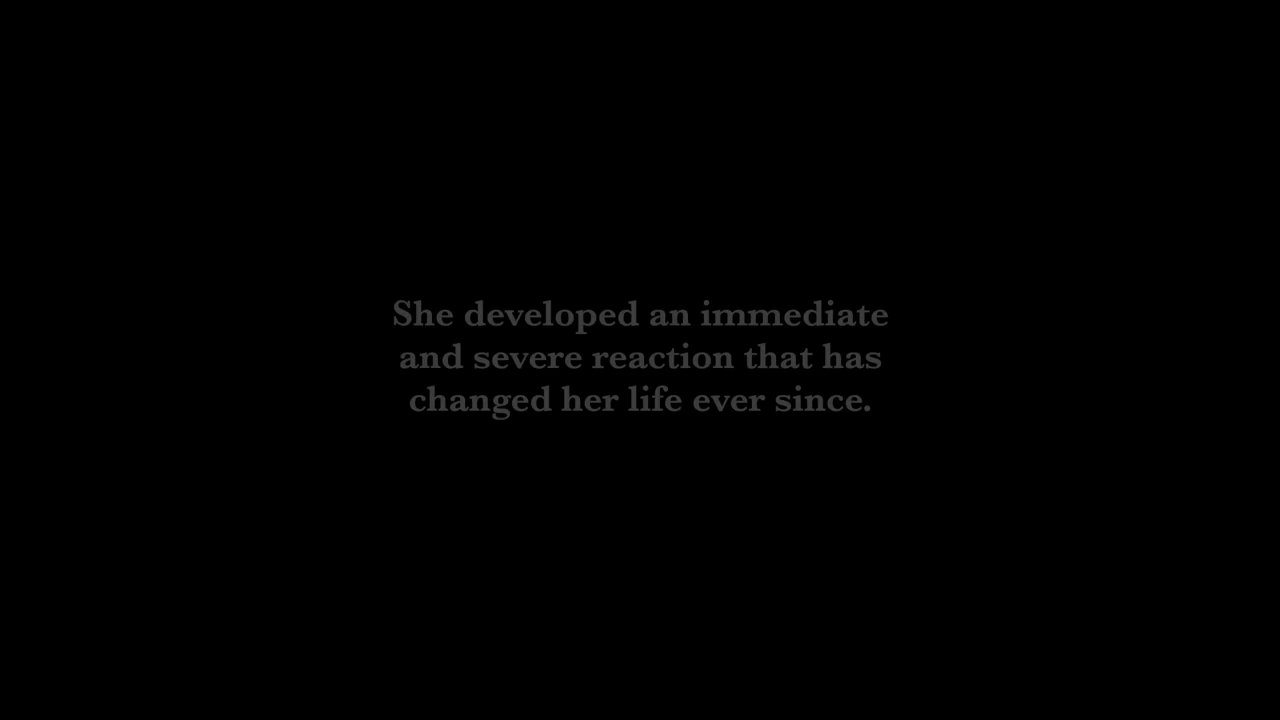 She developed an immediate
and severe reaction that has
changed her life ever since.